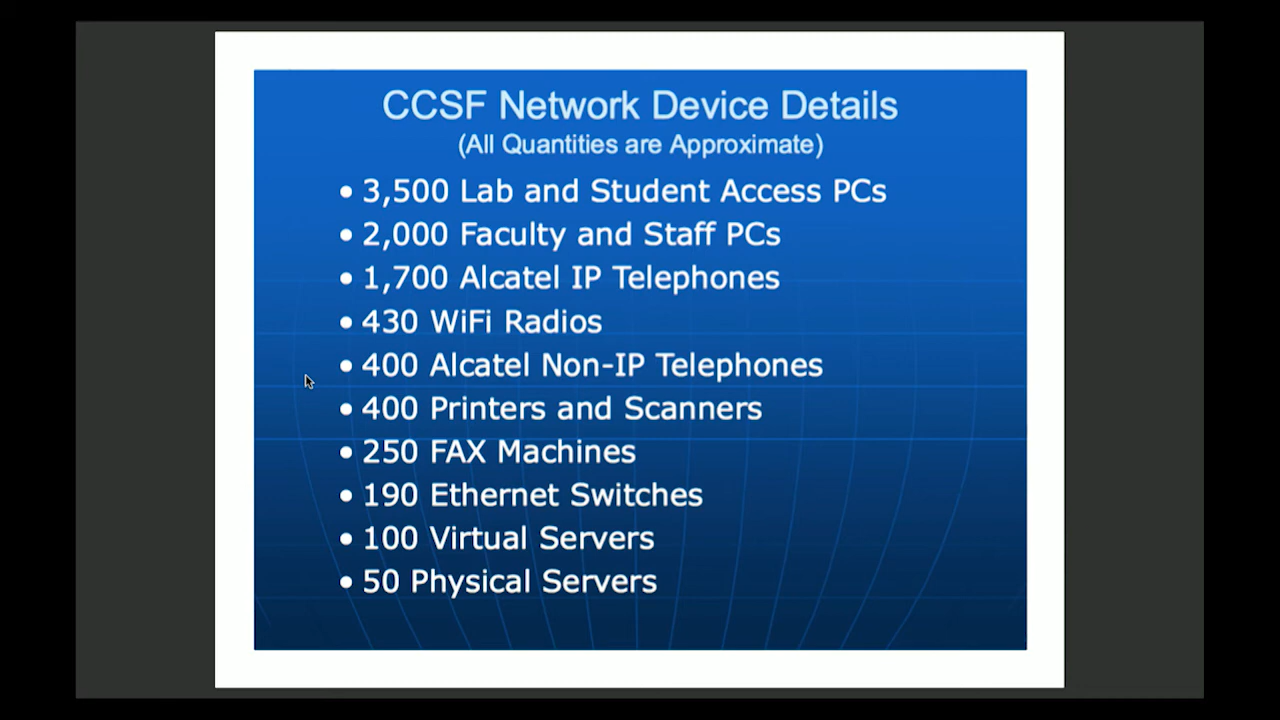 CCSF Network Device Details
(All Quantities are Approximate)
• 3,500 Lab and Student Access PCs
• 2,000 Faculty and Staff PCs
• 1,700 Alcatel IP Telephones
• 430 WiFi Radios
• 400 Alcatel Non-IP Telephones
• 400 Printers and Scanners
• 250 FAX Machines
• 190 Ethernet Switches
• 100 Virtual Servers
• 50 Physical Servers